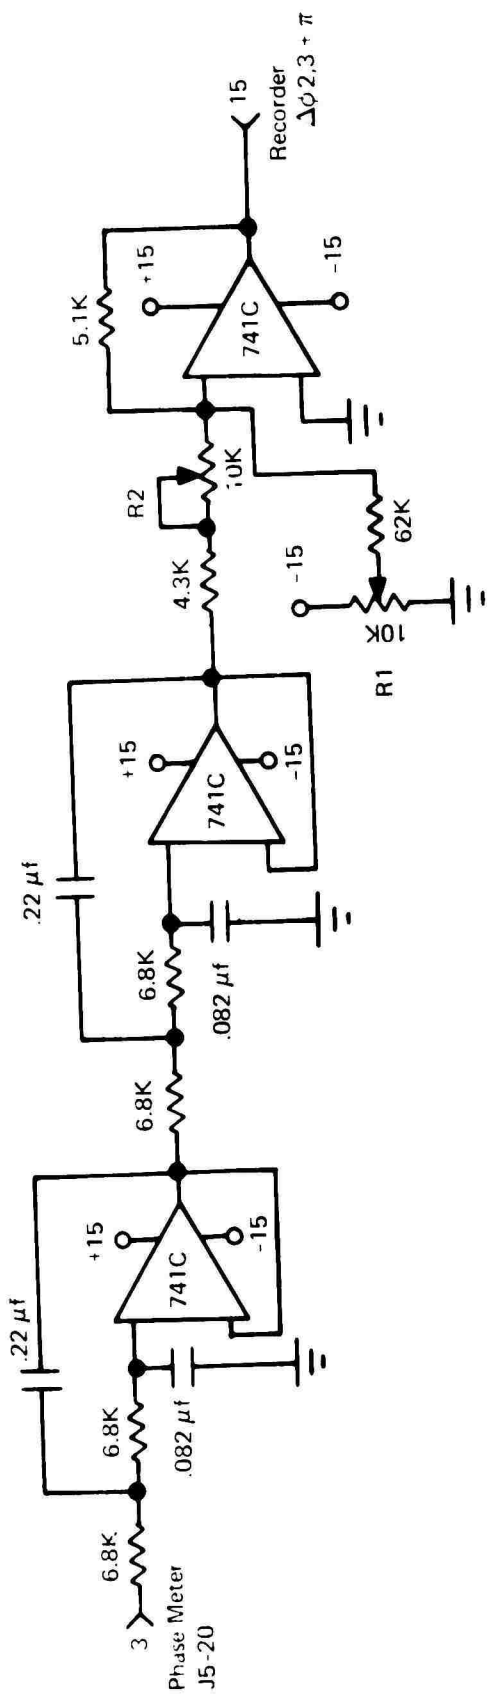 3
Phase Meter
J5-20
6.8K
6.8K
.22 μf
.082 μf
741C
+15
-15
6.8K
6.8K
.22 μf
.082 μf
741C
+15
-15
4.3K
R2
10K
5.1K
741C
+15
-15
62K
-15
10K
R1
15
Recorder
Δϕ 2,3 + π